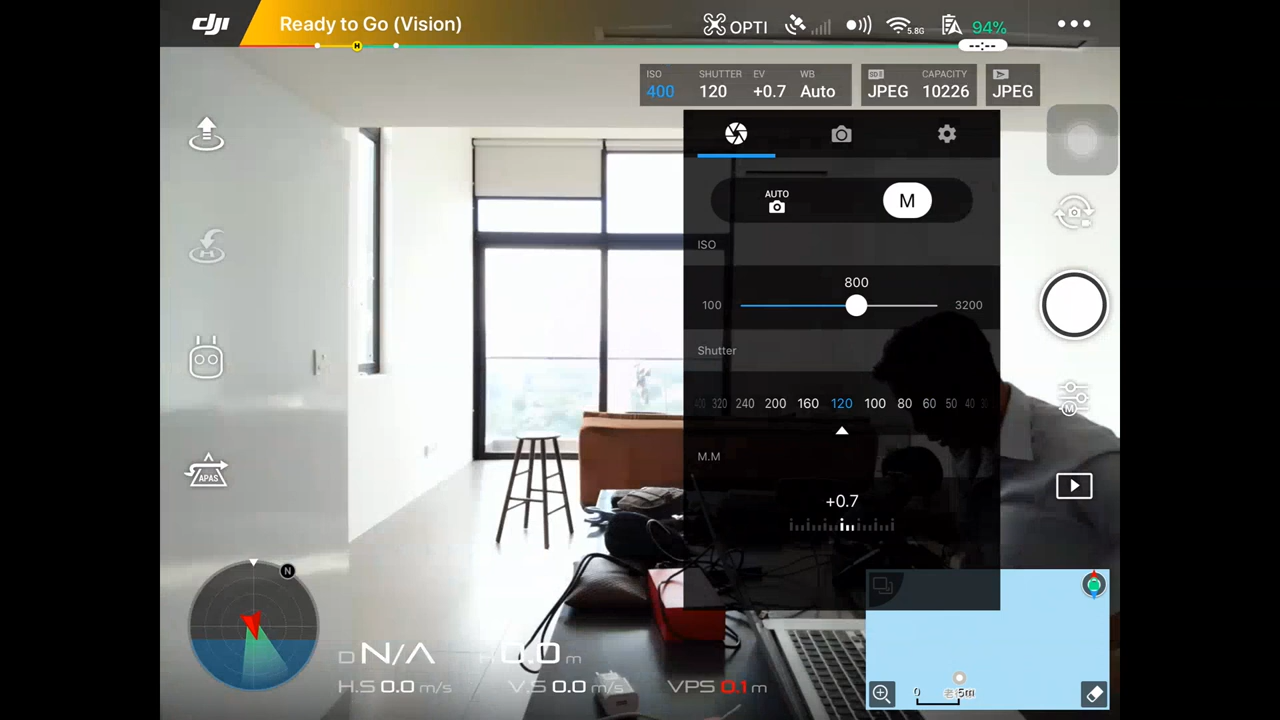 dji
Ready to Go (Vision)
OPTI
5.8G
94%
H
--:--
ISO SHUTTER EV WB
400 120 +0.7 Auto
CAPACITY
JPEG 10226
JPEG
AUTO
M
ISO
800
100 3200
Shutter
400 320 240 200 160 120 100 80 60 50 40 30
M.M
+0.7
H
APAS
M
N
D N/A H 0.0 m
H.S 0.0 m/s V.S 0.0 m/s VPS 0.1 m
0 5m